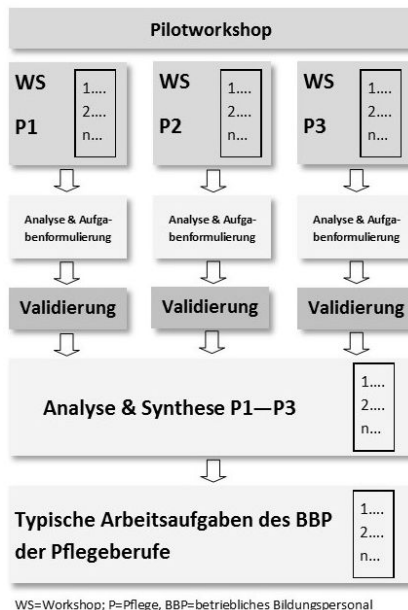 Pilotworkshop
WS
P1
1....
2....
n...
WS
P2
1....
2....
n...
WS
P3
1....
2....
n...
Analyse & Aufga-
benformulierung
Analyse & Aufga-
benformulierung
Analyse & Aufga-
benformulierung
Validierung
Validierung
Validierung
Analyse & Synthese P1—P3
1....
2....
n...
Typische Arbeitsaufgaben des BBP
der Pflegeberufe
1....
2....
n...
WS=Workshop; P=Pflege, BBP=betriebliches Bildungspersonal